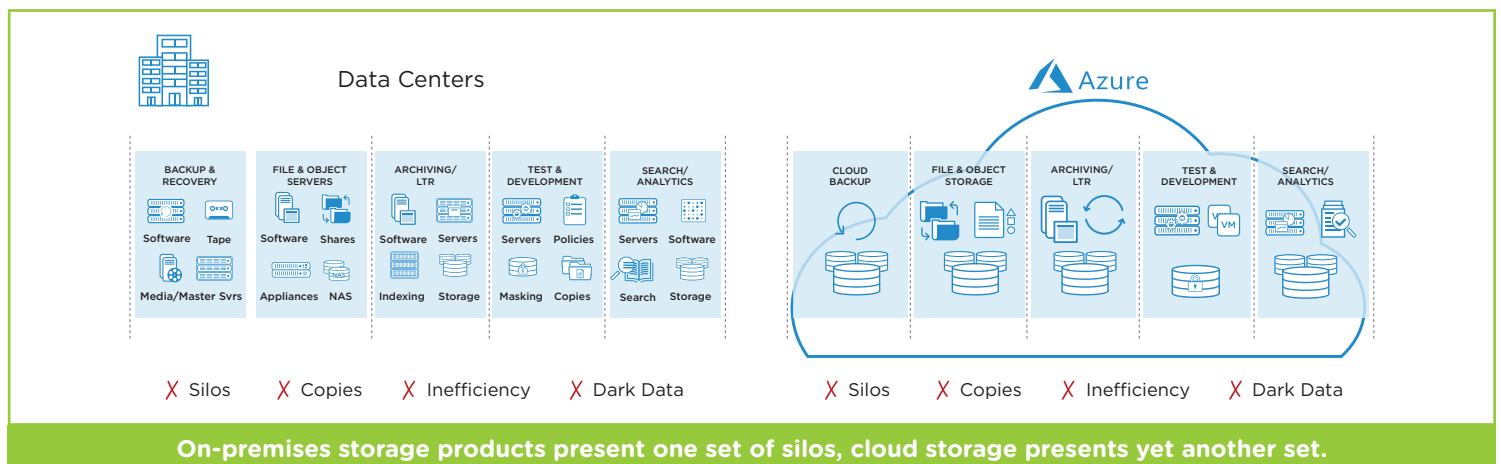 Data Centers
BACKUP &
RECOVERY
Software Tape
Media/Master Svrs
FILE & OBJECT
SERVERS
Software Shares
Appliances NAS
NAS
ARCHIVING/
LTR
Software Servers
Indexing Storage
TEST &
DEVELOPMENT
Servers Policies
Masking Copies
SEARCH/
ANALYTICS
Servers Software
Search Storage
X Silos X Copies X Inefficiency X Dark Data
Azure
CLOUD
BACKUP
FILE & OBJECT
STORAGE
ARCHIVING/
LTR
TEST &
DEVELOPMENT
V
VM
SEARCH/
ANALYTICS
X Silos X Copies X Inefficiency X Dark Data
On-premises storage products present one set of silos, cloud storage presents yet another set.